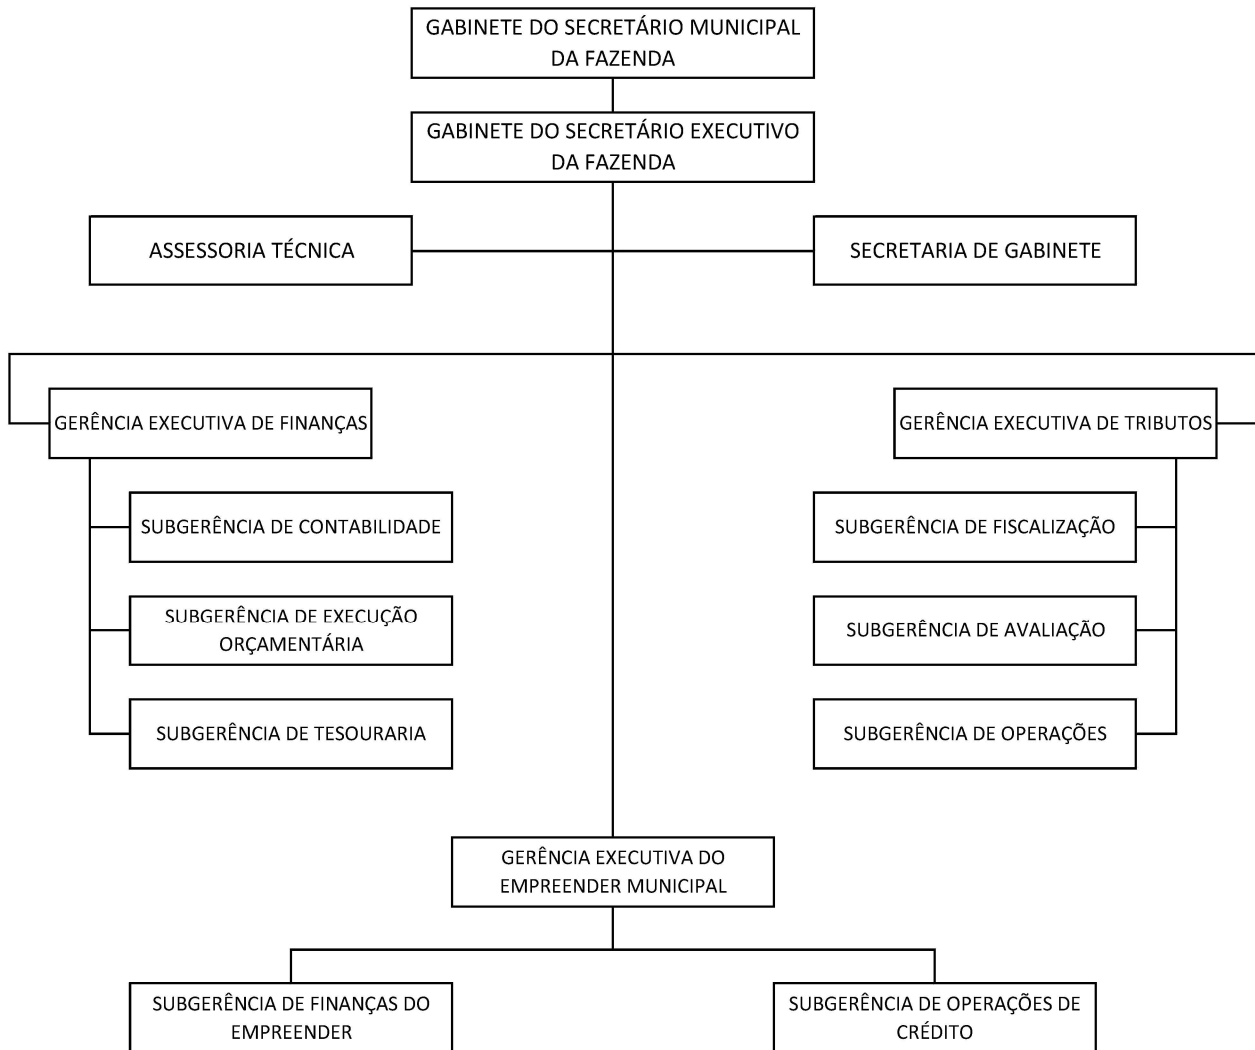 GABINETE DO SECRETÁRIO MUNICIPAL
DA FAZENDA
GABINETE DO SECRETÁRIO EXECUTIVO
DA FAZENDA
ASSESSORIA TÉCNICA
SECRETARIA DE GABINETE
GERÊNCIA EXECUTIVA DE FINANÇAS
GERÊNCIA EXECUTIVA DE TRIBUTOS
SUBGERÊNCIA DE CONTABILIDADE
SUBGERÊNCIA DE FISCALIZAÇÃO
SUBGERÊNCIA DE EXECUÇÃO
ORÇAMENTÁRIA
SUBGERÊNCIA DE AVALIAÇÃO
SUBGERÊNCIA DE TESOURARIA
SUBGERÊNCIA DE OPERAÇÕES
GERÊNCIA EXECUTIVA DO
EMPREENDER MUNICIPAL
SUBGERÊNCIA DE FINANÇAS DO
EMPREENDER
SUBGERÊNCIA DE OPERAÇÕES DE
CRÉDITO